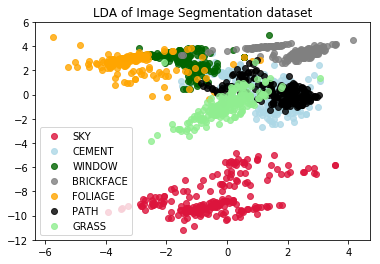 LDA of Image Segmentation dataset
6
4
2
0
−2
−4
−6
−8
−10
−12
SKY
CEMENT
WINDOW
BRICKFACE
FOLIAGE
PATH
GRASS
−6 −4 −2 0 2 4